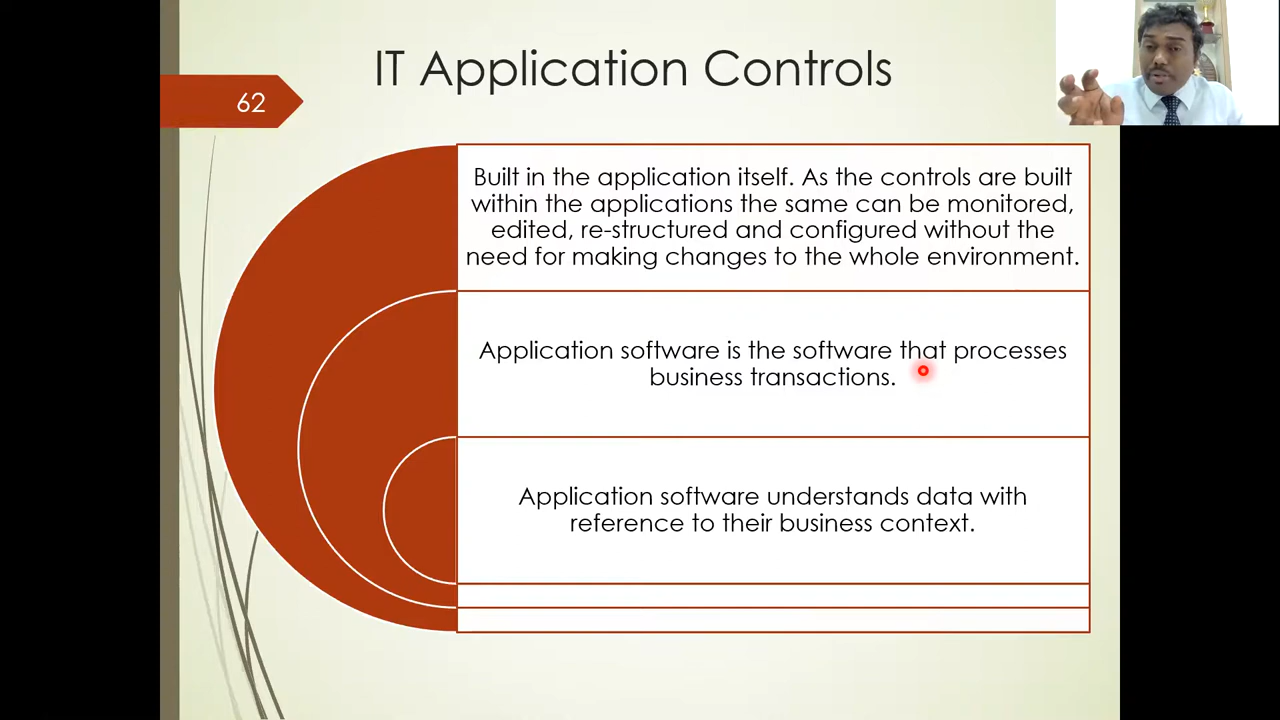 IT Application Controls
62
Built in the application itself. As the controls are built
within the applications the same can be monitored,
edited, re-structured and configured without the
need for making changes to the whole environment.
Application software is the software that processes
business transactions.
Application software understands data with
reference to their business context.